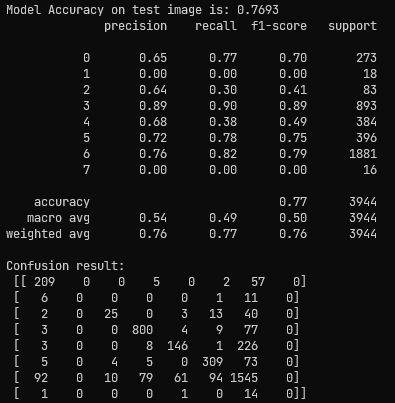 Model Accuracy on test image is: 0.7693
precision recall f1-score support
0 0.65 0.77 0.70 273
1 0.00 0.00 0.00 18
2 0.64 0.30 0.41 83
3 0.89 0.90 0.89 893
4 0.68 0.38 0.49 384
5 0.72 0.78 0.75 396
6 0.76 0.82 0.79 1881
7 0.00 0.00 0.00 16
accuracy 0.77 3944
macro avg 0.54 0.49 0.50 3944
weighted avg 0.76 0.77 0.76 3944
Confusion result:
[[ 209 0 0 5 0 2 57 0]
[ 6 0 0 0 0 1 11 0]
[ 2 0 25 0 3 13 40 0]
[ 3 0 0 800 4 9 77 0]
[ 3 0 0 8 146 1 226 0]
[ 5 0 4 5 0 309 73 0]
[ 92 0 10 79 61 94 1545 0]
[ 1 0 0 0 1 0 14 0]]